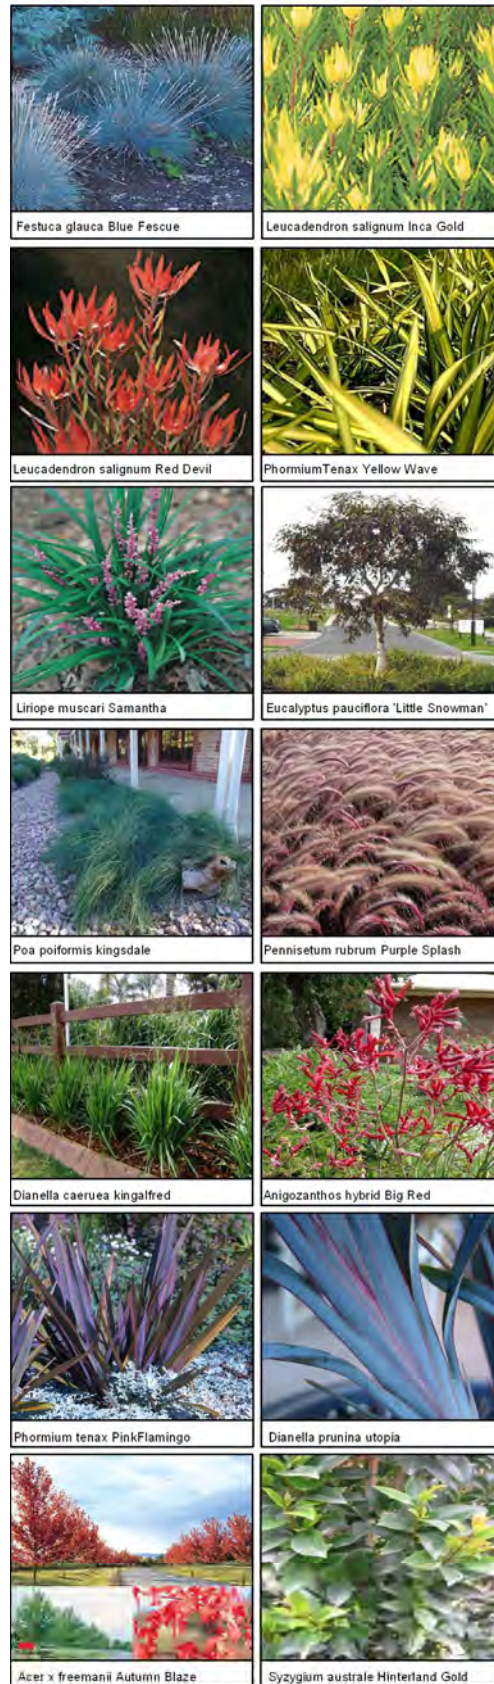 Festuca glauca Blue Fescue
Leucadendron salignum Inca Gold
Leucadendron salignum Red Devil
PhormiumTenax Yellow Wave
Liriope muscari Samantha
Eucalyptus pauciflora 'Little Snowman'
Poa poiformis kingsdale
Pennisetum rubrum Purple Splash
Dianella caeruea kingalfred
Anigozanthos hybrid Big Red
Phormium tenax PinkFlamingo
Dianella prunina utopia
Acer x freemanii Autumn Blaze
Syzygium australe Hinterland Gold